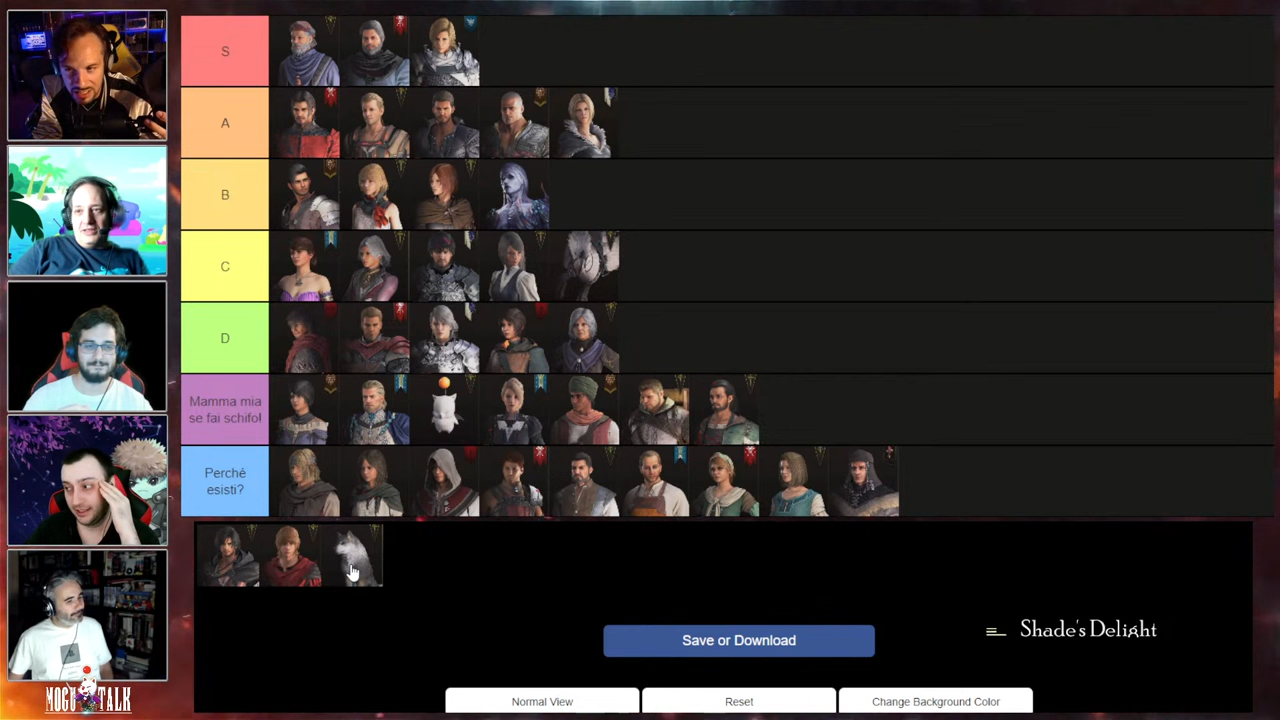 S
A
B
C
D
Mamma mia
se fai schifo!
Perché
esisti?
Save or Download
Shade's Delight
Normal View
Reset
Change Background Color
MOGU TALK